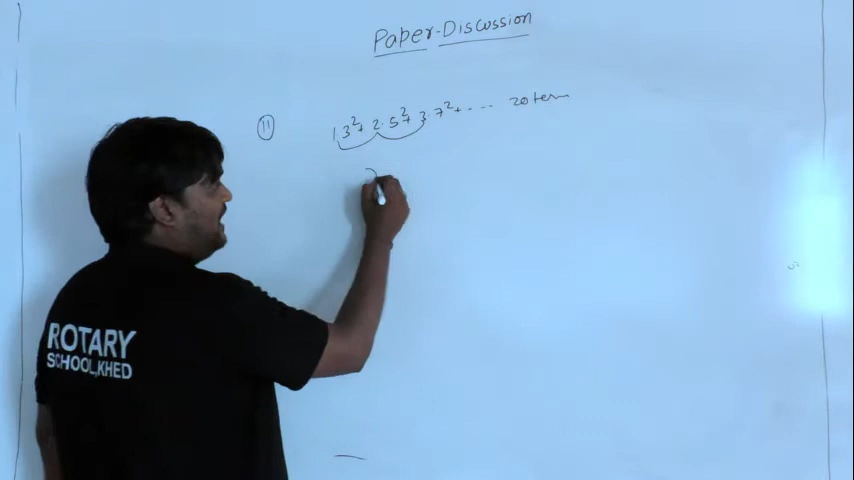 Paper-Discussion
11 1.3²+ 2.5²+ 3.7²+ ... 20 term
ROTARY
SCHOOL,KHED